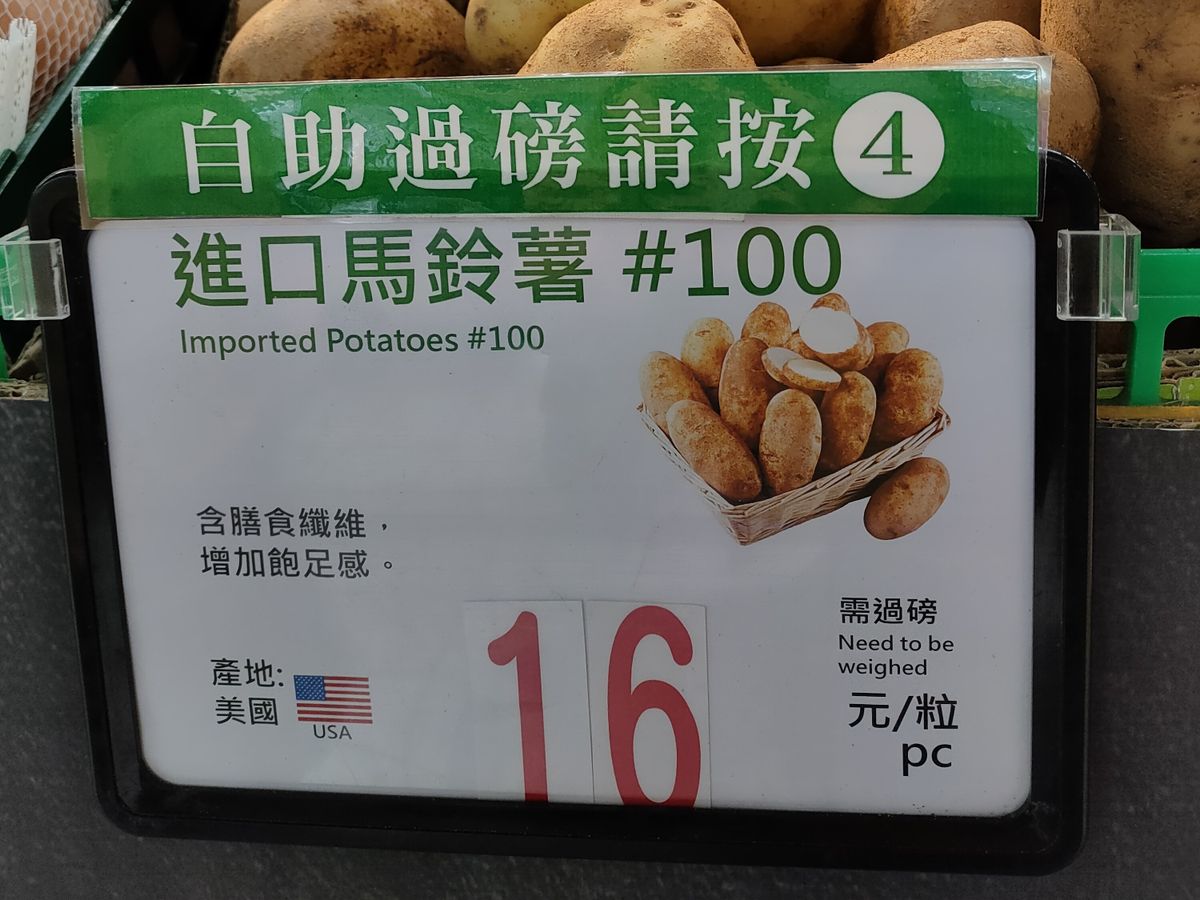 自助過磅請按4
進口馬鈴薯 #100
Imported Potatoes #100
含膳食纖維，
增加飽足感。
產地:
美國
USA
16
需過磅
Need to be
weighed
元/粒
pc